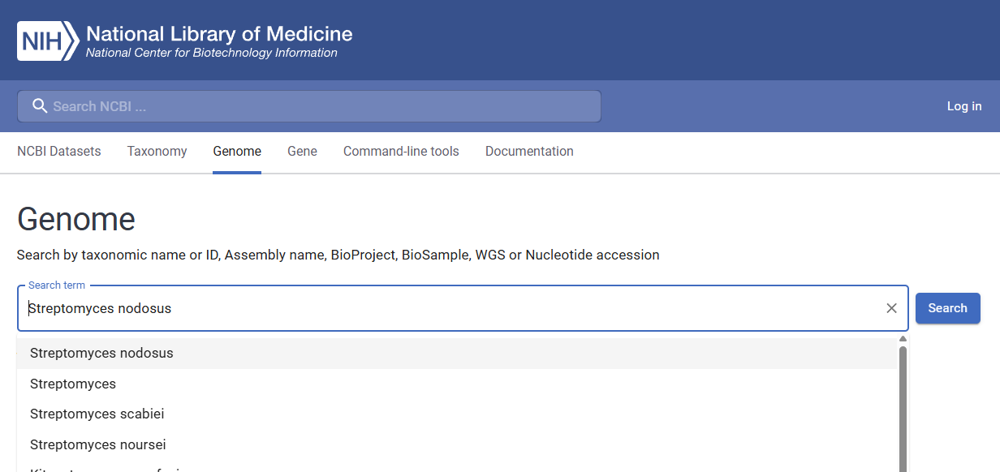 NIH National Library of Medicine
National Center for Biotechnology Information
Search NCBI ...
Log in
NCBI Datasets Taxonomy Genome Gene Command-line tools Documentation
Genome
Search by taxonomic name or ID, Assembly name, BioProject, BioSample, WGS or Nucleotide accession
Search term
Streptomyces nodosus
Search
Streptomyces nodosus
Streptomyces
Streptomyces scabiei
Streptomyces noursei